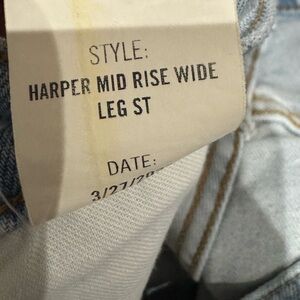 STYLE:
HARPER MID RISE WIDE
LEG ST
DATE: